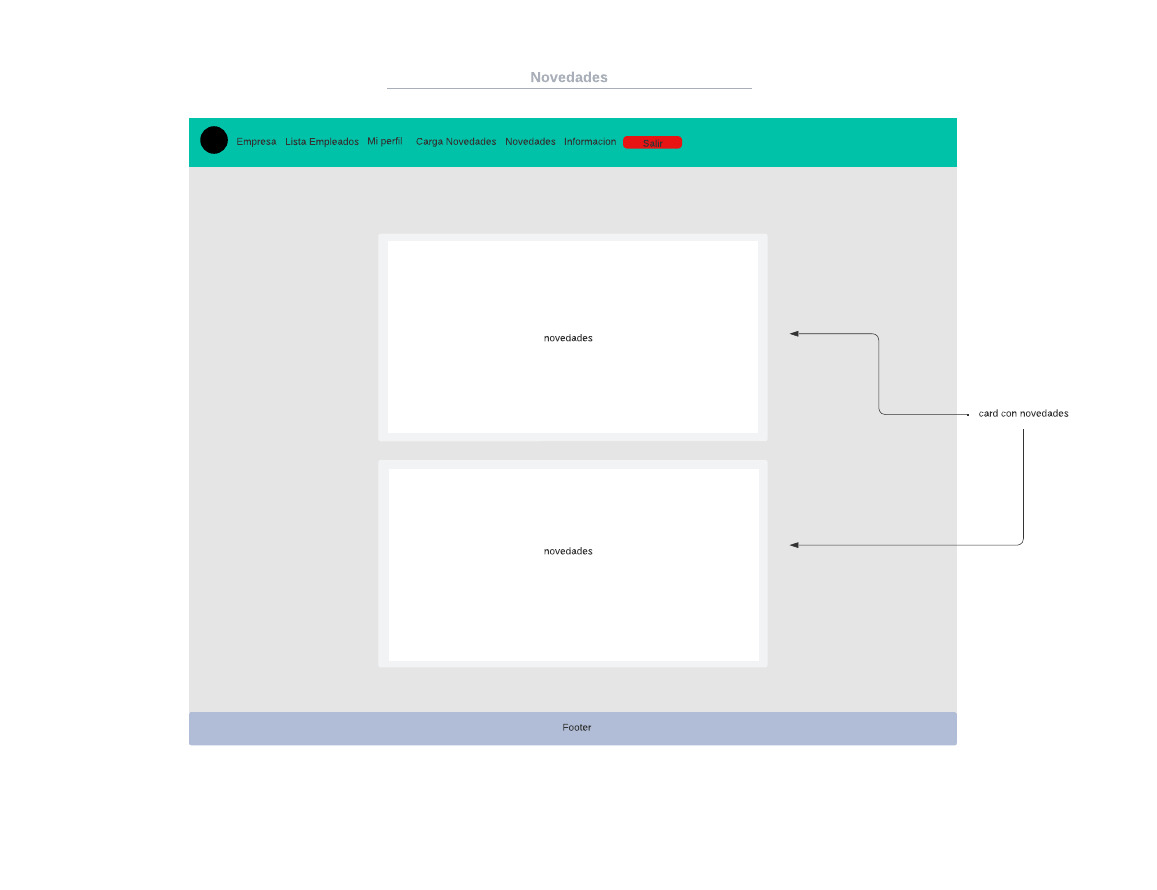 Novedades
Empresa Lista Empleados Mi perfil Carga Novedades Novedades Informacion Salir
novedades
card con novedades
novedades
Footer